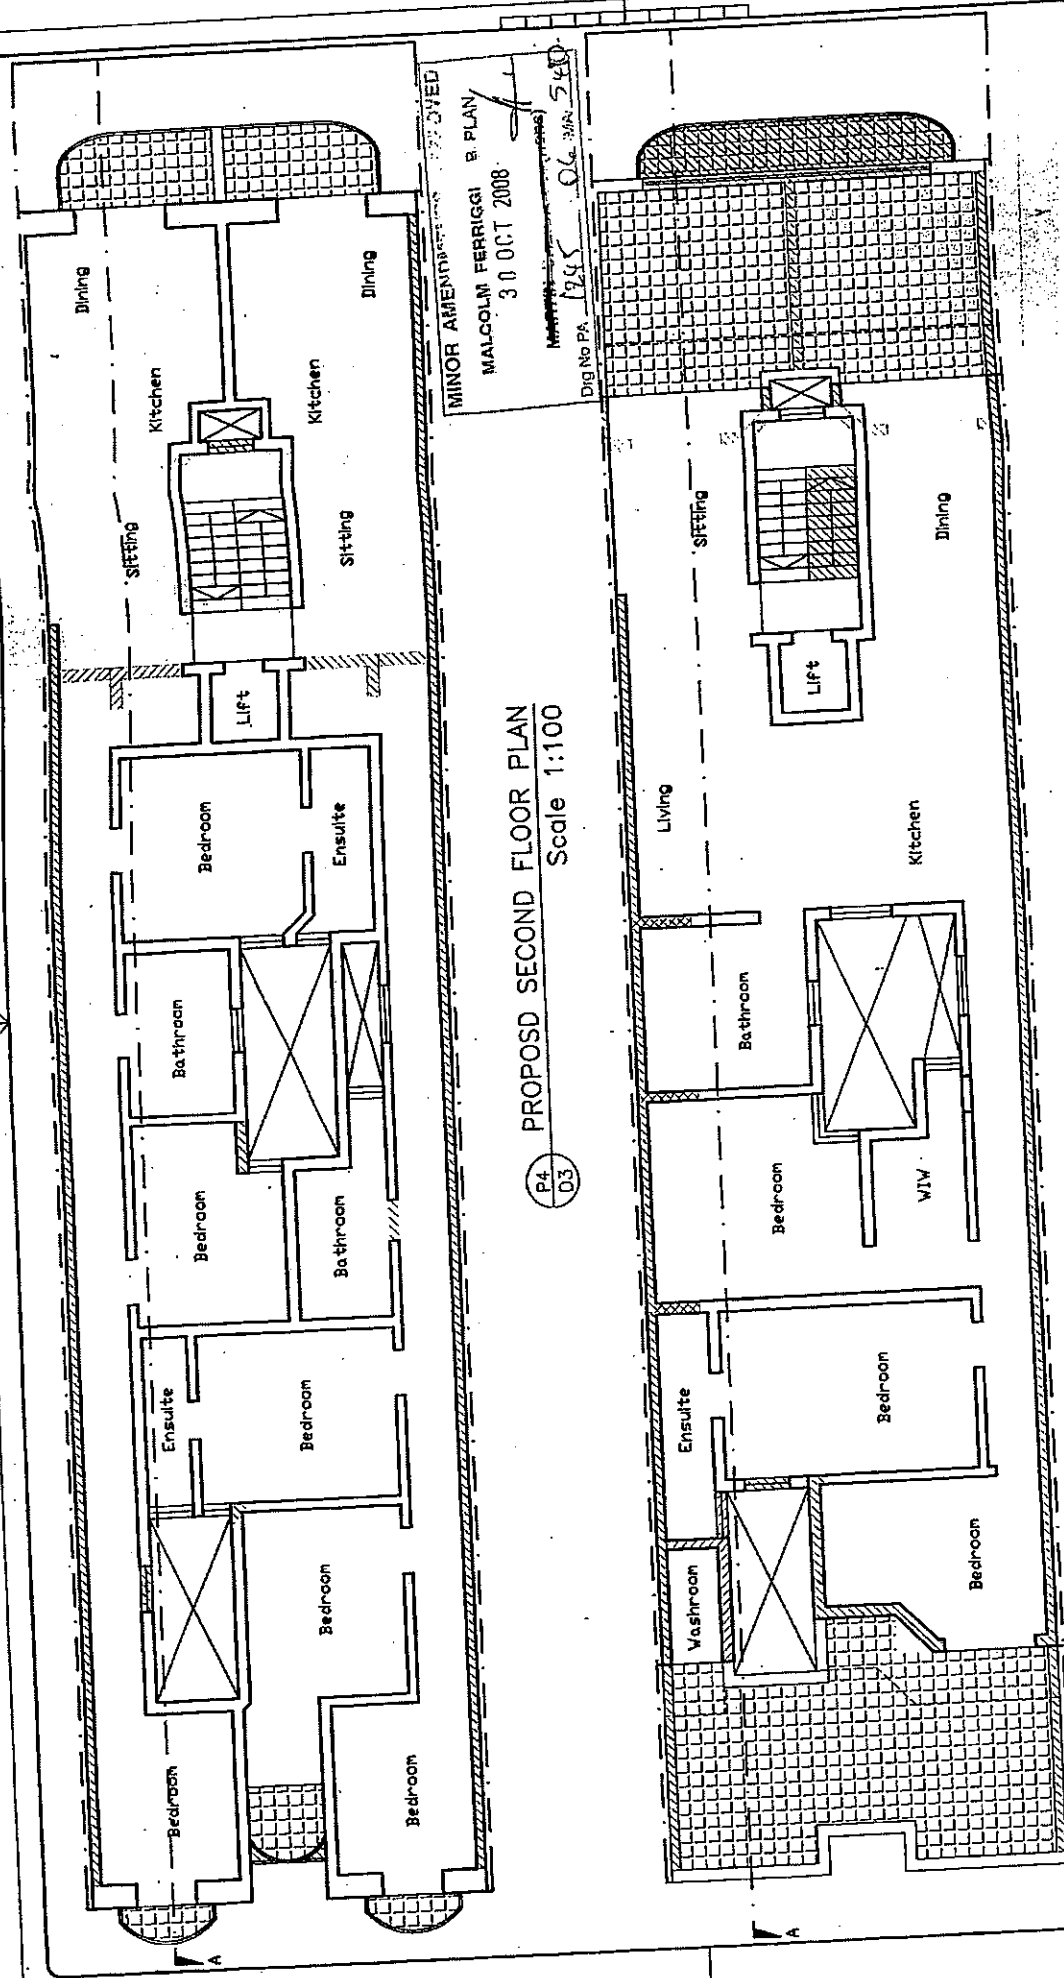 Dining
Dining
Kitchen
Kitchen
Sitting
Sitting
Lift
Bedroom
Ensuite
Bathroom
Bedroom
Bathroom
Ensuite
Bedroom
Bedroom
Bedroom
Bedroom
A
MINOR
MALCOLM FERRIGGI B. PLAN
30 OCT 2008
Drg No PA
PROPOSD SECOND FLOOR PLAN
Scale 1:100
P4
D3
Sitting
Dining
Lift
Living
Kitchen
Bathroom
Bedroom
WIW
Ensuite
Bedroom
Washroom
Bedroom
A